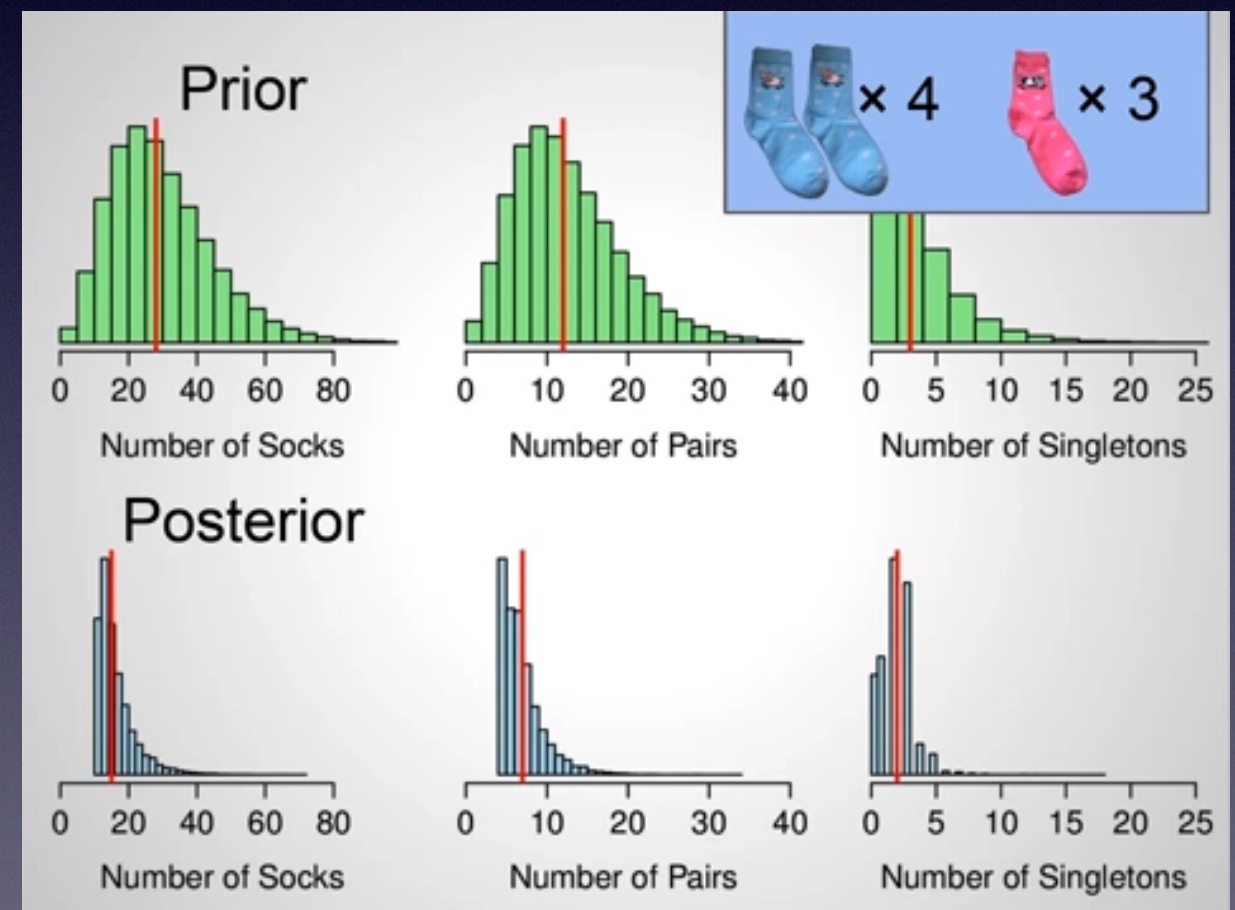 Prior
× 4
× 3
0 20 40 60 80
Number of Socks
0 10 20 30 40
Number of Pairs
0 5 10 15 20 25
Number of Singletons
Posterior
0 20 40 60 80
Number of Socks
0 10 20 30 40
Number of Pairs
0 5 10 15 20 25
Number of Singletons